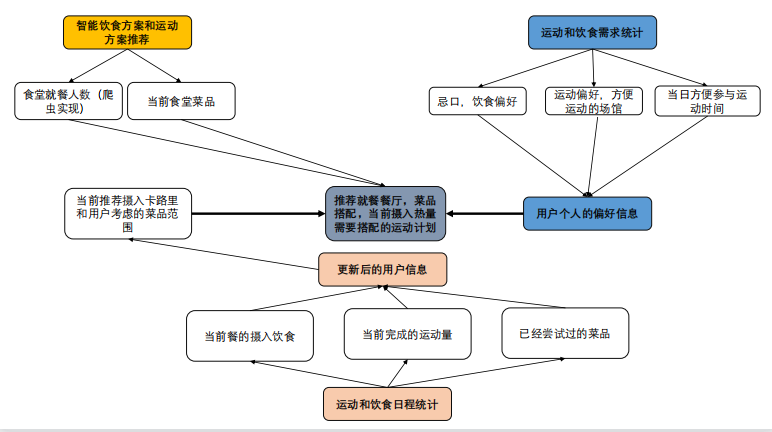 智能饮食方案和运动
方案推荐
运动和饮食需求统计
食堂就餐人数（爬
虫实现）
当前食堂菜品
忌口，饮食偏好
运动偏好，方便
运动的场馆
当日方便参与运
动时间
当前推荐摄入卡路里
和用户考虑的菜品范
围
推荐就餐餐厅，菜品
搭配，当前摄入热量
需要搭配的运动计划
用户个人的偏好信息
更新后的用户信息
当前餐的摄入饮食
当前完成的运动量
已经尝试过的菜品
运动和饮食日程统计